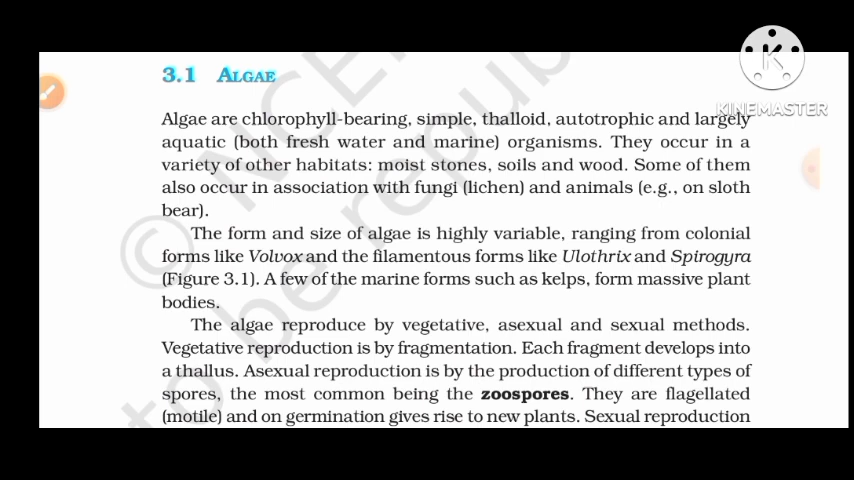 3.1 ALGAE
KINEMASTER
Algae are chlorophyll-bearing, simple, thalloid, autotrophic and largely
aquatic (both fresh water and marine) organisms. They occur in a
variety of other habitats: moist stones, soils and wood. Some of them
also occur in association with fungi (lichen) and animals (e.g., on sloth
bear).
The form and size of algae is highly variable, ranging from colonial
forms like Volvox and the filamentous forms like Ulothrix and Spirogyra
(Figure 3.1). A few of the marine forms such as kelps, form massive plant
bodies.
The algae reproduce by vegetative, asexual and sexual methods.
Vegetative reproduction is by fragmentation. Each fragment develops into
a thallus. Asexual reproduction is by the production of different types of
spores, the most common being the zoospores. They are flagellated
(motile) and on germination gives rise to new plants. Sexual reproduction
© NCE
to be repub